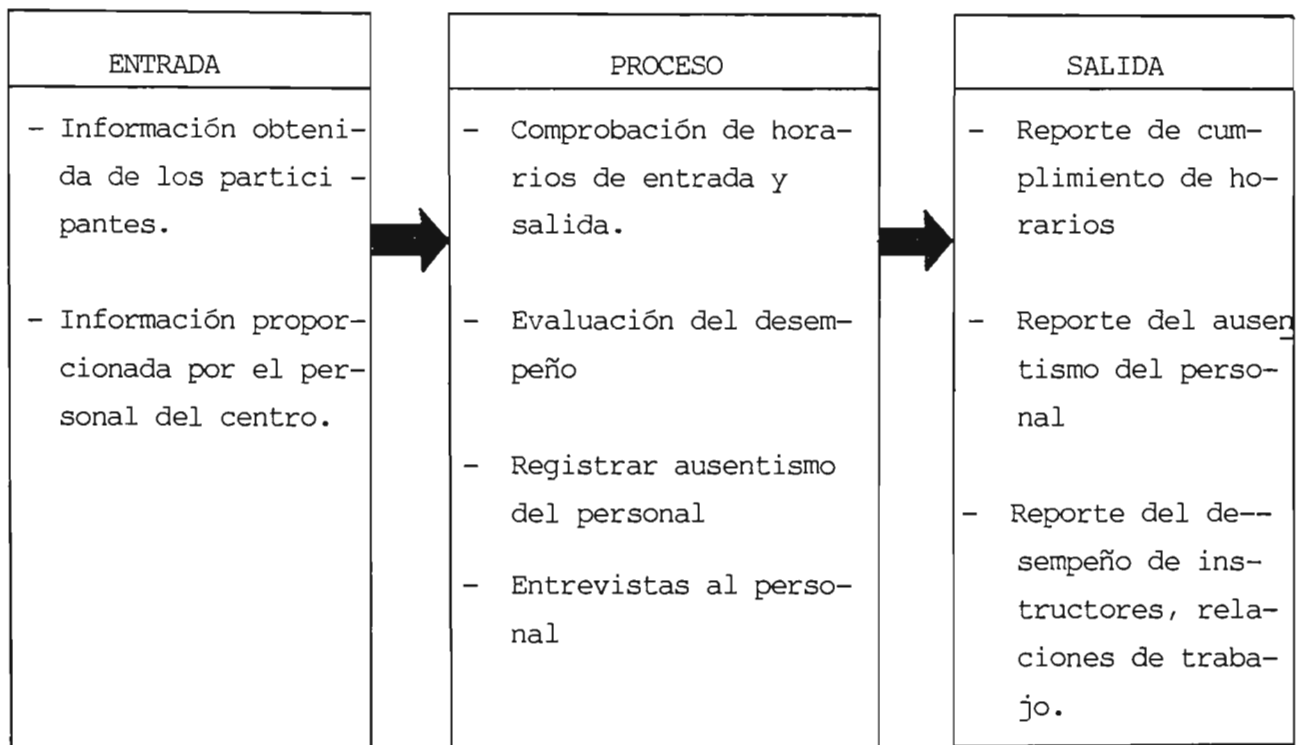 ENTRADA
- Información obteni-
da de los partici -
pantes.
- Información propor-
cionada por el per-
sonal del centro.
PROCESO
- Comprobación de hora-
rios de entrada y
salida.
- Evaluación del desem-
peño
- Registrar ausentismo
del personal
- Entrevistas al perso-
nal
SALIDA
- Reporte de cum-
plimiento de ho-
rarios
- Reporte del ausen
tismo del perso-
nal
- Reporte del de--
sempeño de ins-
tructores, rela-
ciones de traba-
jo.